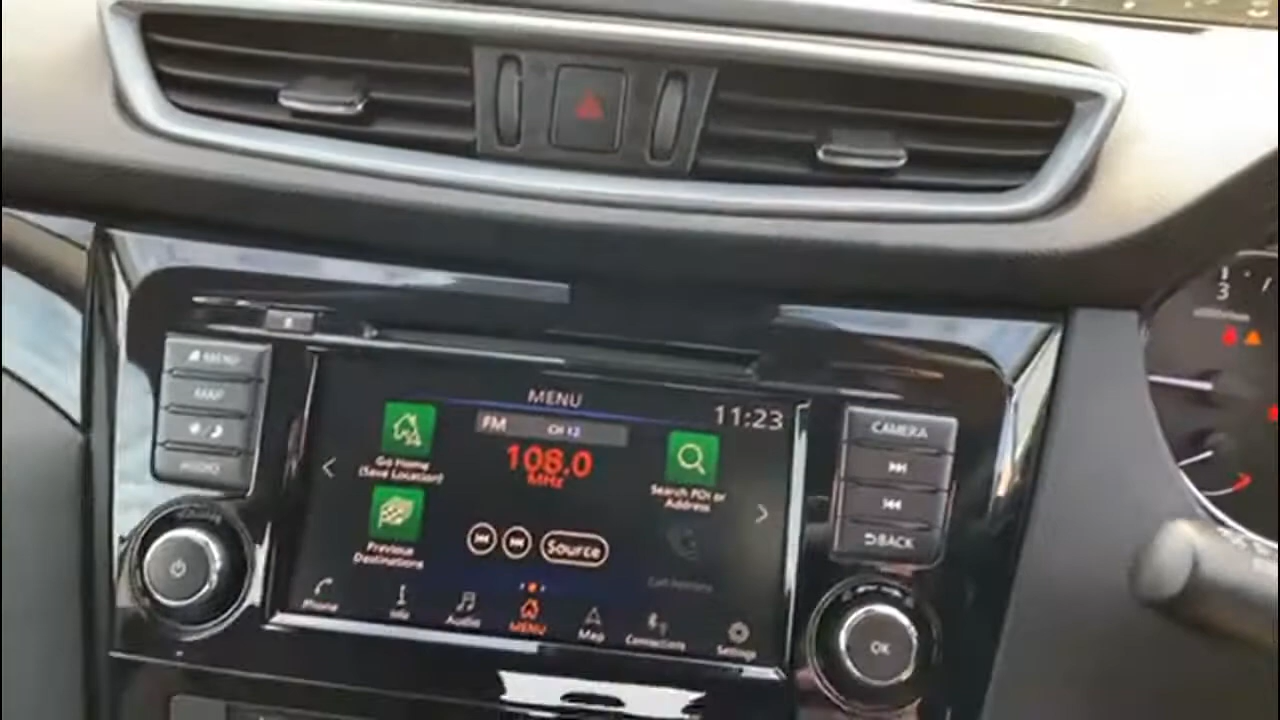 MENU
MAP
AUDIO
MENU
11:23
FM
CH 12
108.0
MHz
Go Home
(Save Location)
Search POI or
Address
Previous
Destinations
Source
Phone
Info
Audio
MENU
Map
Connections
Settings
CAMERA
BACK
OK
3